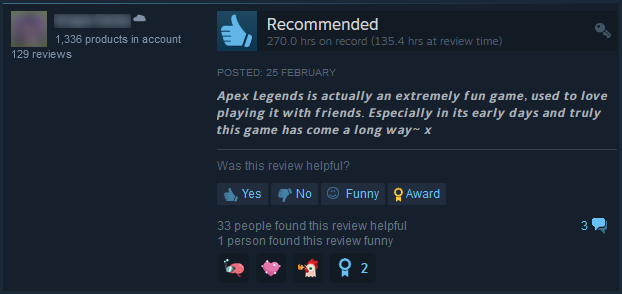 1,336 products in account
129 reviews
Recommended
270.0 hrs on record (135.4 hrs at review time)
POSTED: 25 FEBRUARY
Apex Legends is actually an extremely fun game, used to love
playing it with friends. Especially in its early days and truly
this game has come a long way~ x
Was this review helpful?
Yes No Funny Award
33 people found this review helpful
3
1 person found this review funny
2